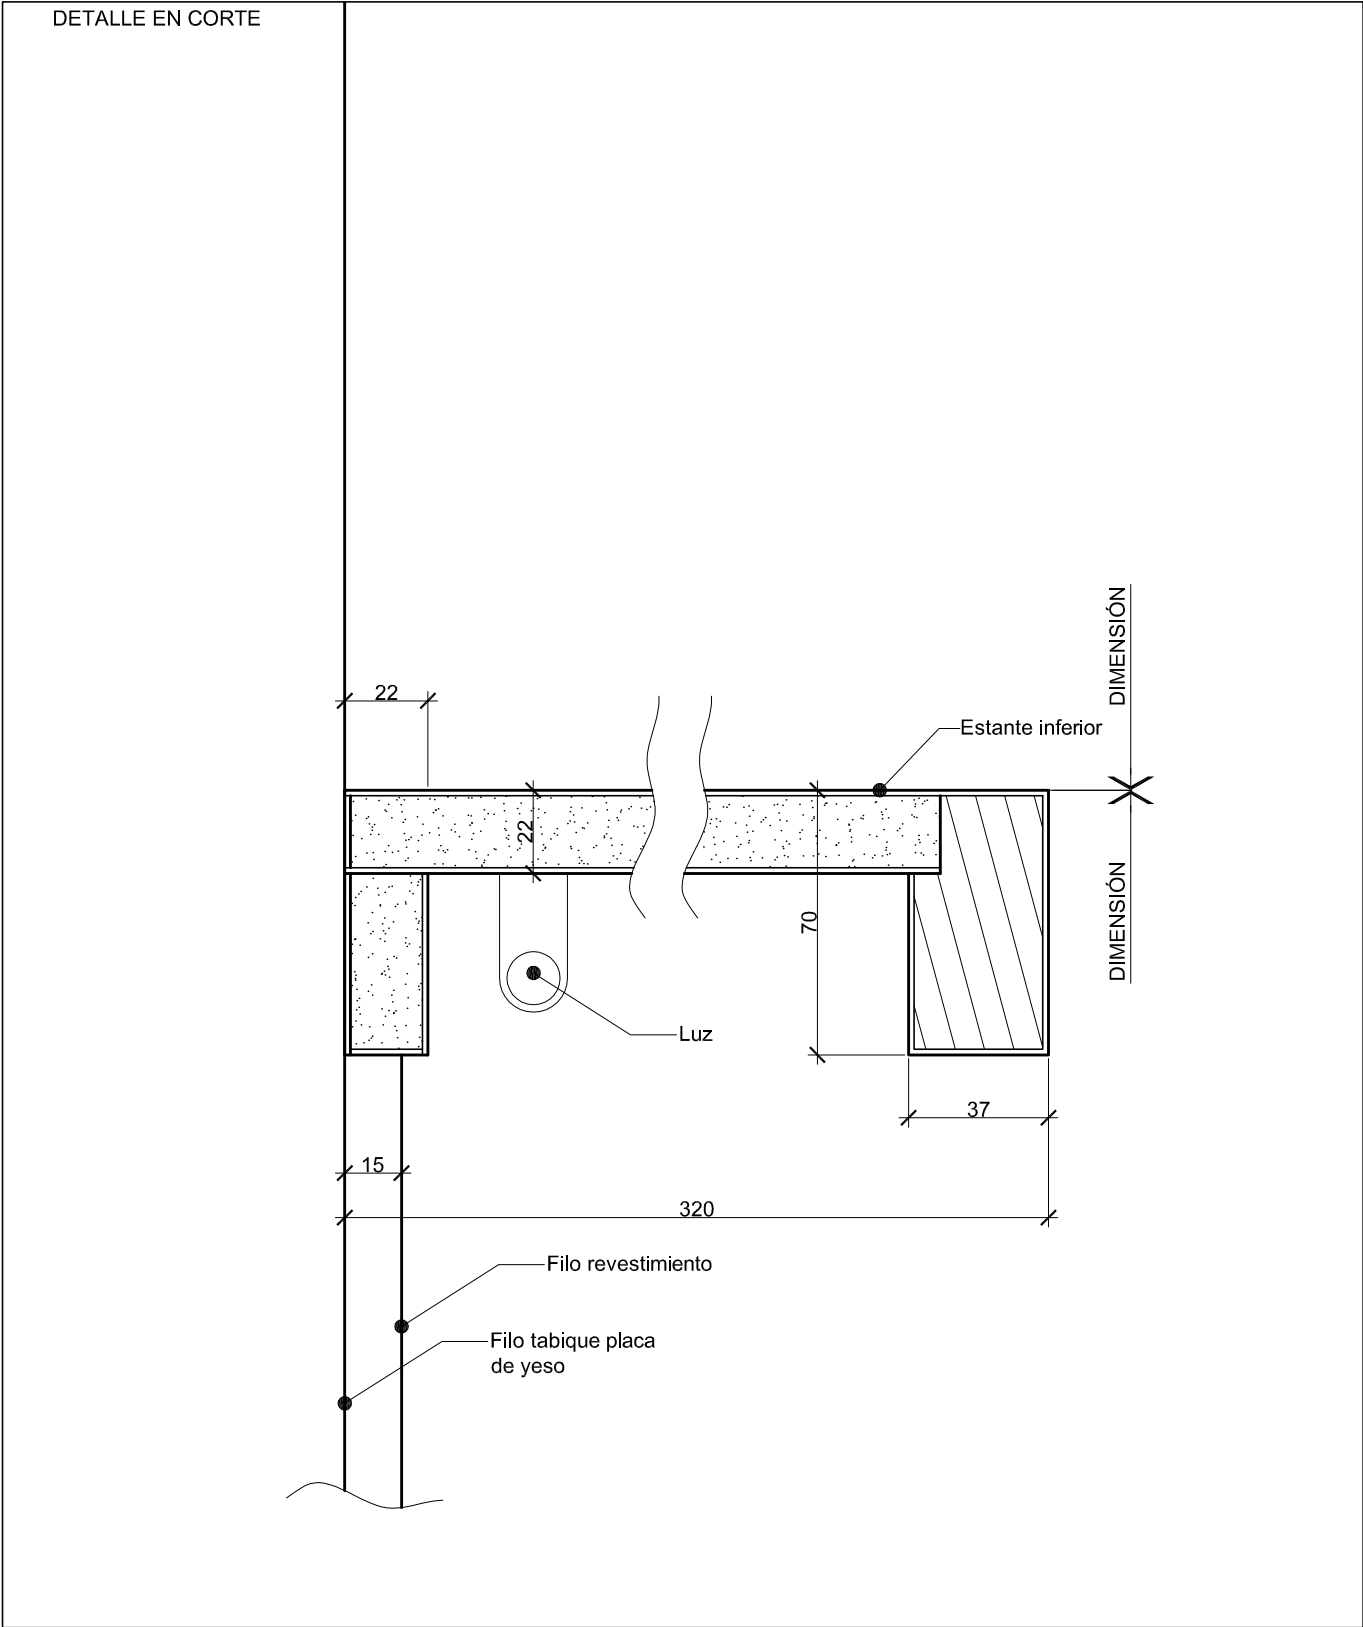 DETALLE EN CORTE
DIMENSIÓN
22
Estante inferior
22
DIMENSIÓN
70
Luz
37
15
320
Filo revestimiento
Filo tabique placa
de yeso